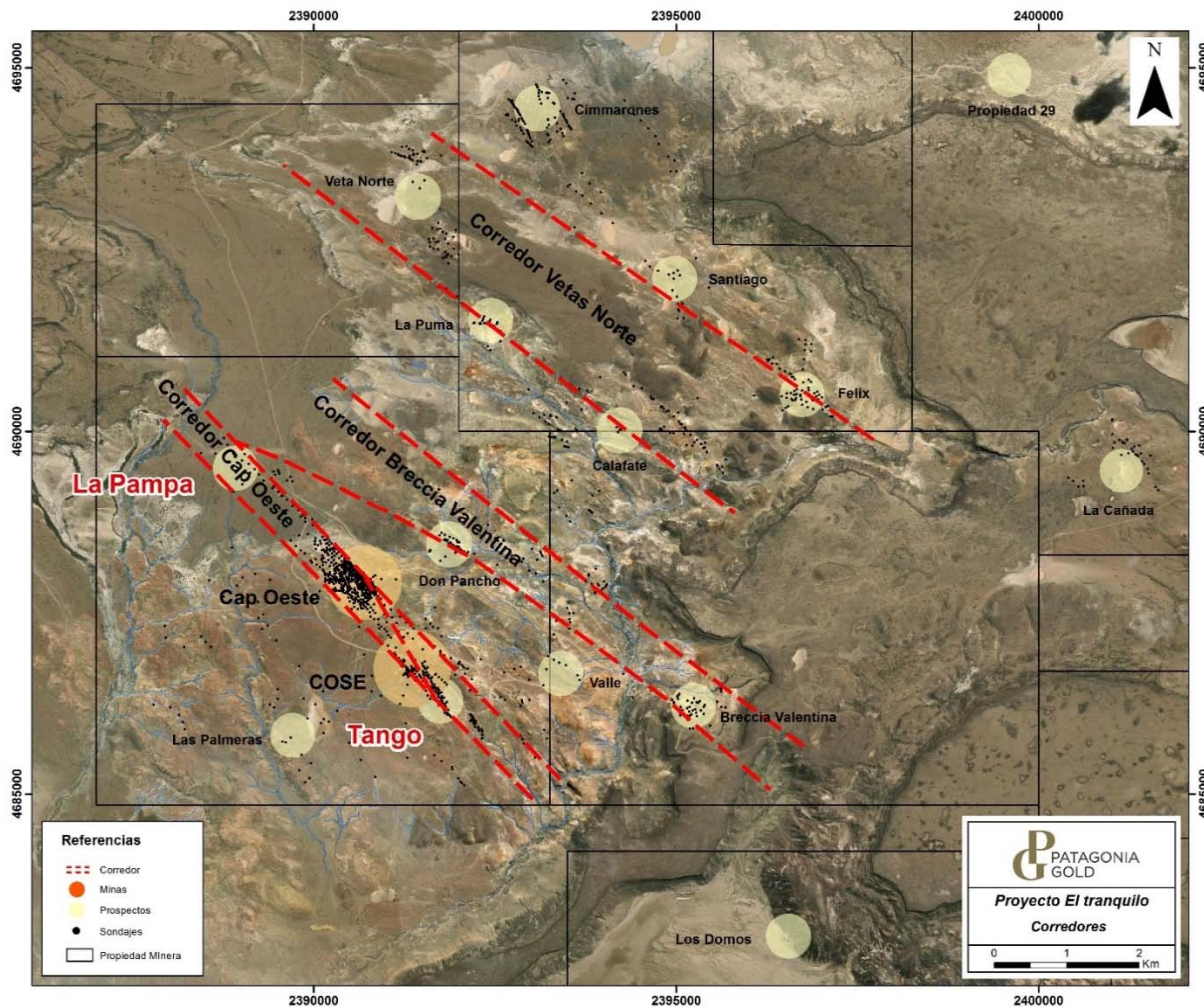 2390000
2395000
2400000
4695000
4695000
N
Cimmarones
Propiedad 29
Veta Norte
Corredor Vetas Norte
Santiago
La Puma
Felix
4690000
4690000
Corredor Cap Oeste
Corredor Breccia Valentina
Calafate
La Pampa
La Cañada
Don Pancho
Cap Oeste
COSE
Valle
Breccia Valentina
Las Palmeras
Tango
4685000
4685000
Referencias
Corredor
Minas
Prospectos
Sondajes
Propiedad MInera
Los Domos
PG
PATAGONIA
GOLD
Proyecto El tranquilo
Corredores
0 1 2
Km
2390000
2395000
2400000